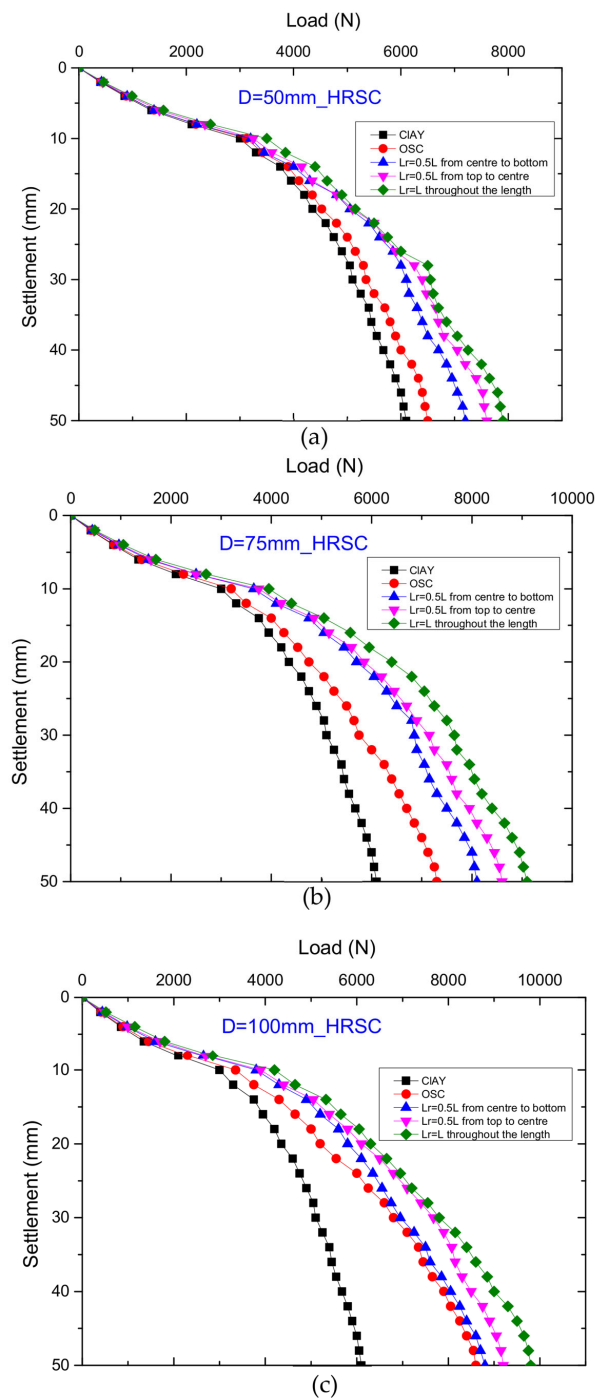 Load (N)
0 2000 4000 6000 8000
0
10
20
30
40
50
Settlement (mm)
D=50mm_HRSC
ClAY
OSC
Lr=0.5L from centre to bottom
Lr=0.5L from top to centre
Lr=L throughout the length
(a)
Load (N)
0 2000 4000 6000 8000 10000
0
10
20
30
40
50
Settlement (mm)
D=75mm_HRSC
ClAY
OSC
Lr=0.5L from centre to bottom
Lr=0.5L from top to centre
Lr=L throughout the length
(b)
Load (N)
0 2000 4000 6000 8000 10000
0
10
20
30
40
50
Settlement (mm)
D=100mm_HRSC
ClAY
OSC
Lr=0.5L from centre to bottom
Lr=0.5L from top to centre
Lr=L throughout the length
(c)